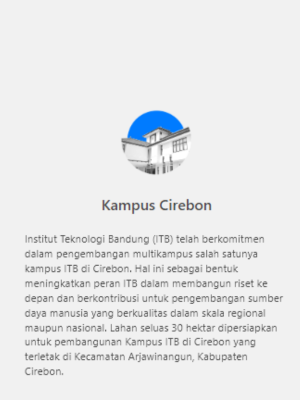 Kampus Cirebon
Institut Teknologi Bandung (ITB) telah berkomitmen
dalam pengembangan multikampus salah satunya
kampus ITB di Cirebon. Hal ini sebagai bentuk
meningkatkan peran ITB dalam membangun riset ke
depan dan berkontribusi untuk pengembangan sumber
daya manusia yang berkualitas dalam skala regional
maupun nasional. Lahan seluas 30 hektar dipersiapkan
untuk pembangunan Kampus ITB di Cirebon yang
terletak di Kecamatan Arjawinangun, Kabupaten
Cirebon.